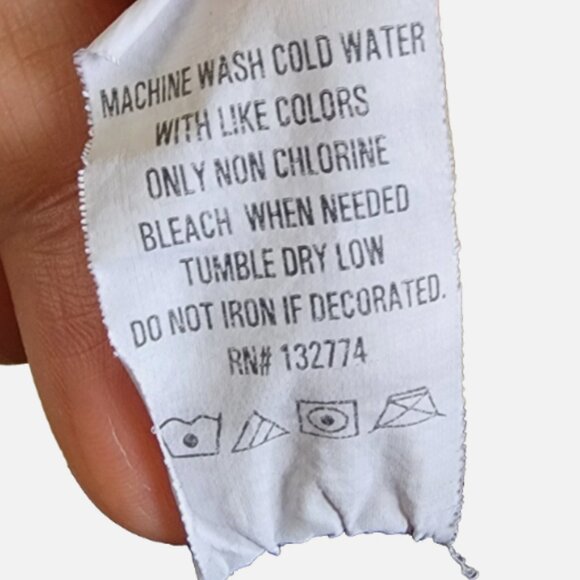 MACHINE WASH COLD WATER
WITH LIKE COLORS
ONLY NON CHLORINE
BLEACH WHEN NEEDED
TUMBLE DRY LOW
DO NOT IRON IF DECORATED.
RN# 132774